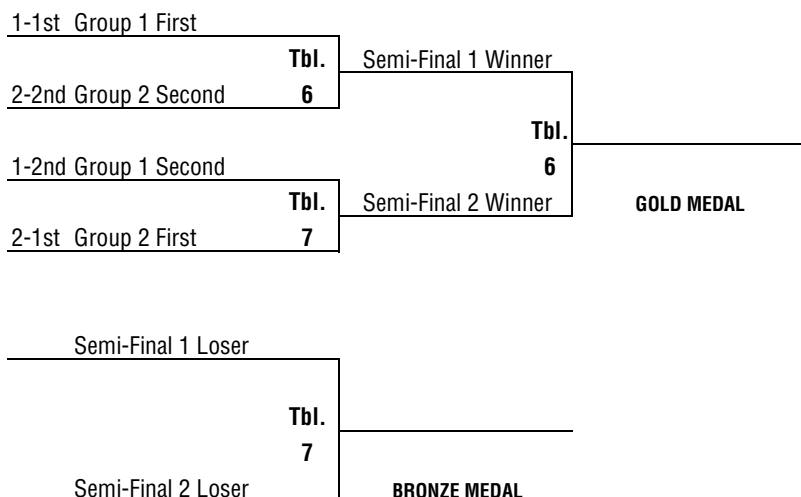 1-1st Group 1 First
Tbl. Semi-Final 1 Winner
2-2nd Group 2 Second 6
Tbl.
1-2nd Group 1 Second 6
Tbl. Semi-Final 2 Winner GOLD MEDAL
2-1st Group 2 First 7
Semi-Final 1 Loser
Tbl.
7
Semi-Final 2 Loser BRONZE MEDAL